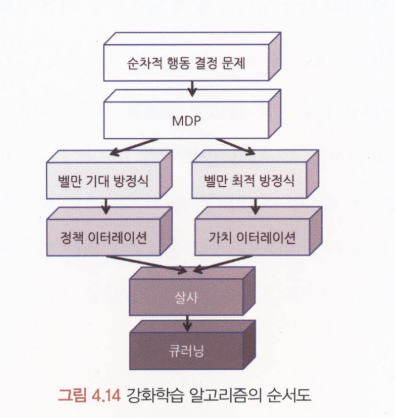 순차적 행동 결정 문제
MDP
벨만 기대 방정식
벨만 최적 방정식
정책 이터레이션
가치 이터레이션
살사
큐러닝
그림 4.14 강화학습 알고리즘의 순서도